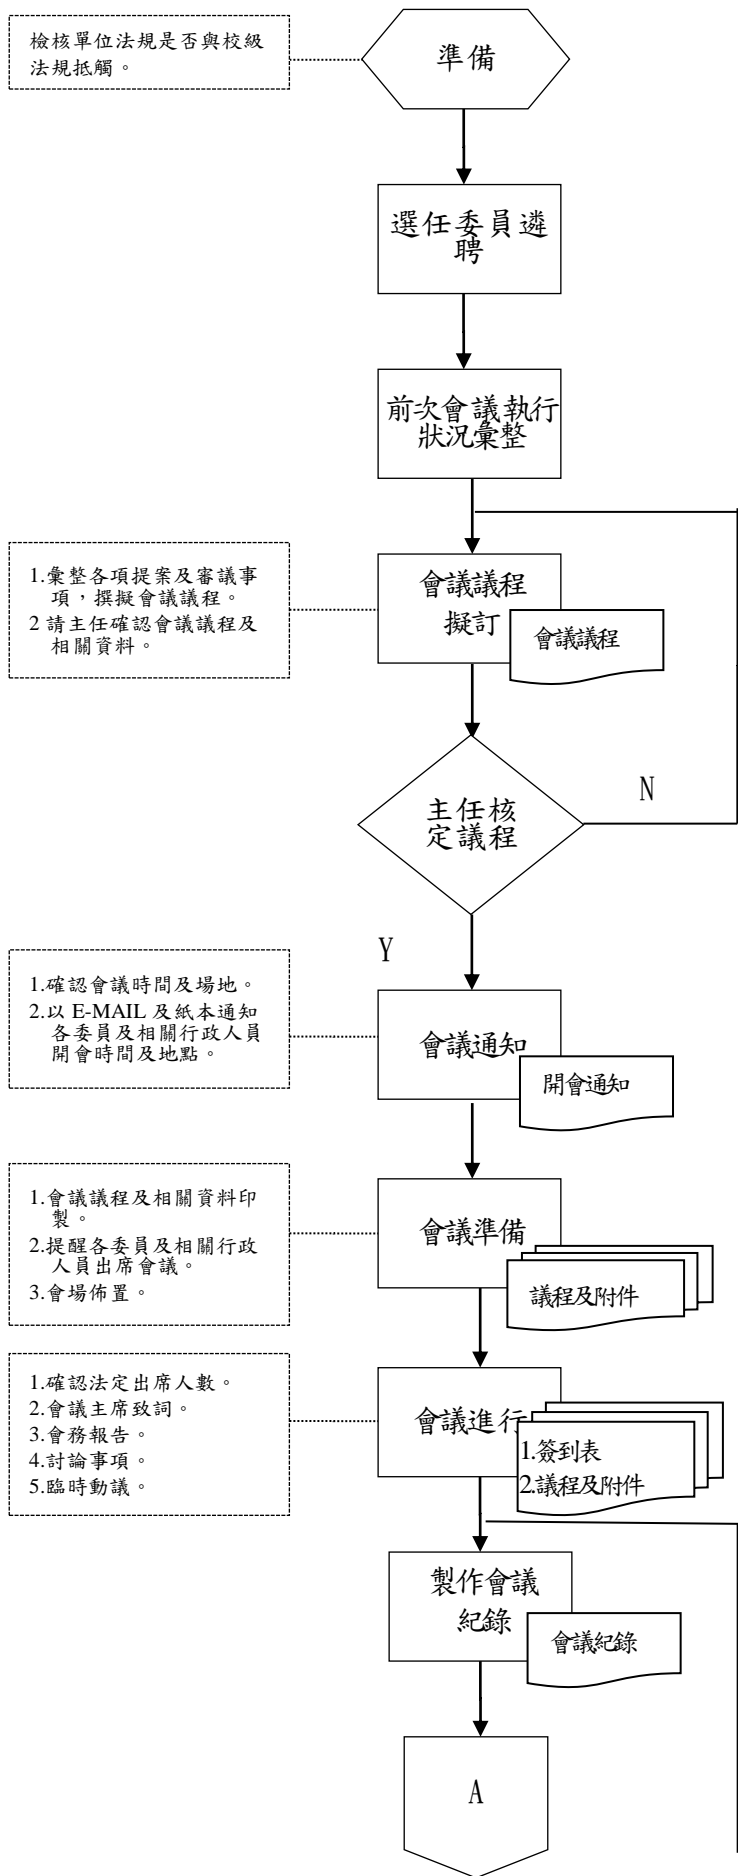 檢核單位法規是否與校級
法規抵觸。
準備
選任委員遴
聘
前次會議執行
狀況彙整
1.彙整各項提案及審議事
項，撰擬會議議程。
2 請主任確認會議議程及
相關資料。
會議議程
擬訂
會議議程
主任核
定議程
N
Y
1.確認會議時間及場地。
2.以 E-MAIL 及紙本通知
各委員及相關行政人員
開會時間及地點。
會議通知
開會通知
1.會議議程及相關資料印
製。
2.提醒各委員及相關行政
人員出席會議。
3.會場佈置。
會議準備
議程及附件
1.確認法定出席人數。
2.會議主席致詞。
3.會務報告。
4.討論事項。
5.臨時動議。
會議進行
1.簽到表
2.議程及附件
製作會議
紀錄
會議紀錄
A